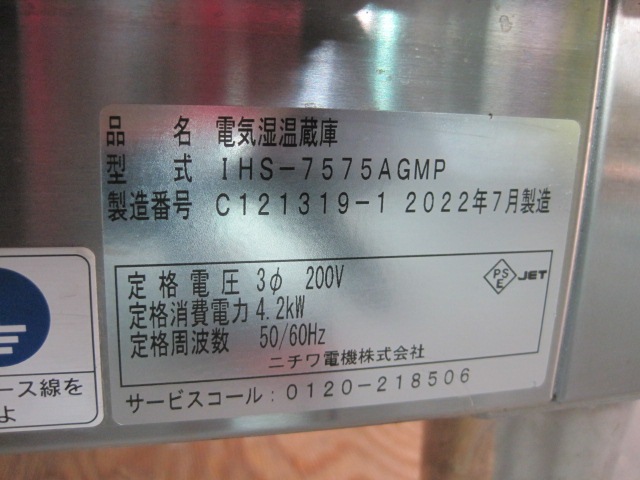 品 名 電気湿温蔵庫
型 式 IHS-7575AGMP
製造番号 C121319-1 2022年7月製造
定格電圧 3φ 200V
定格消費電力 4.2kW
定格周波数 50/60Hz
PS
E
JET
ニチワ電機株式会社
サービスコール:0120-218506
ース線を
よ